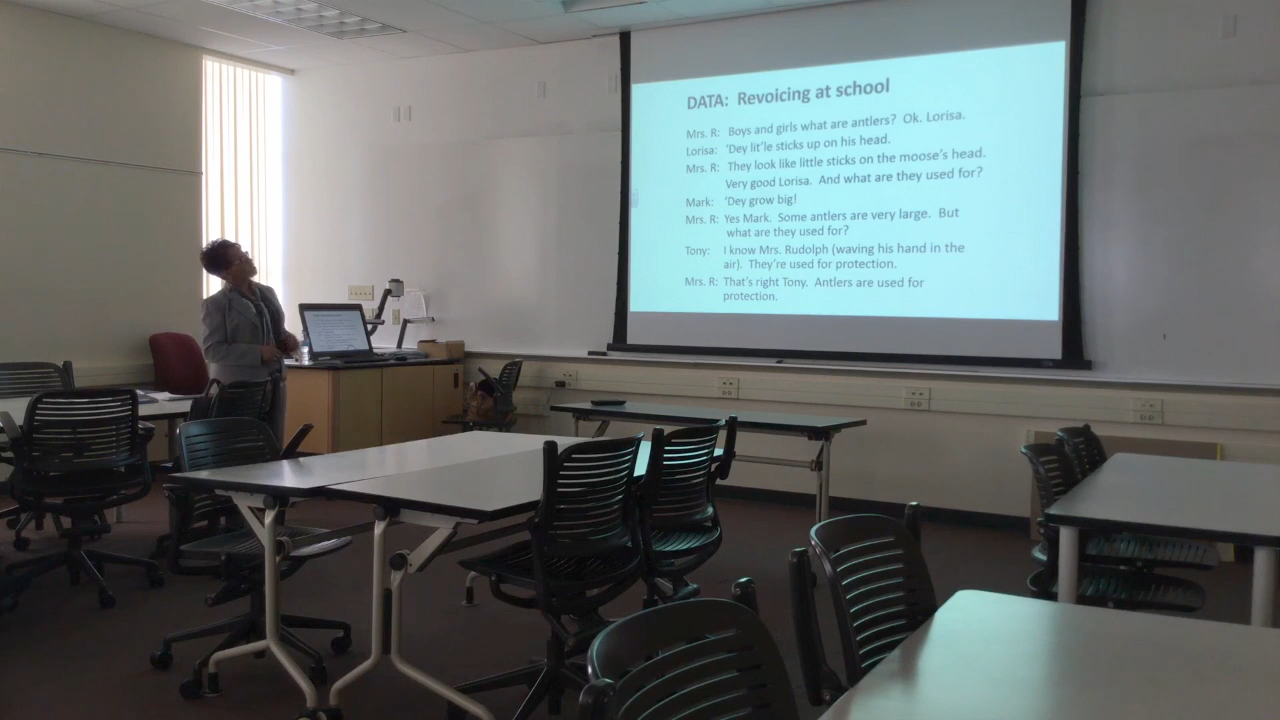 DATA: Revoicing at school
Mrs. R: Boys and girls what are antlers? Ok. Lorisa.
Lorisa: 'Dey lit'le sticks up on his head.
Mrs. R: They look like little sticks on the moose's head.
Very good Lorisa. And what are they used for?
Mark: 'Dey grow big!
Mrs. R: Yes Mark. Some antlers are very large. But
what are they used for?
Tony: I know Mrs. Rudolph (waving his hand in the
air). They're used for protection.
Mrs. R: That's right Tony. Antlers are used for
protection.